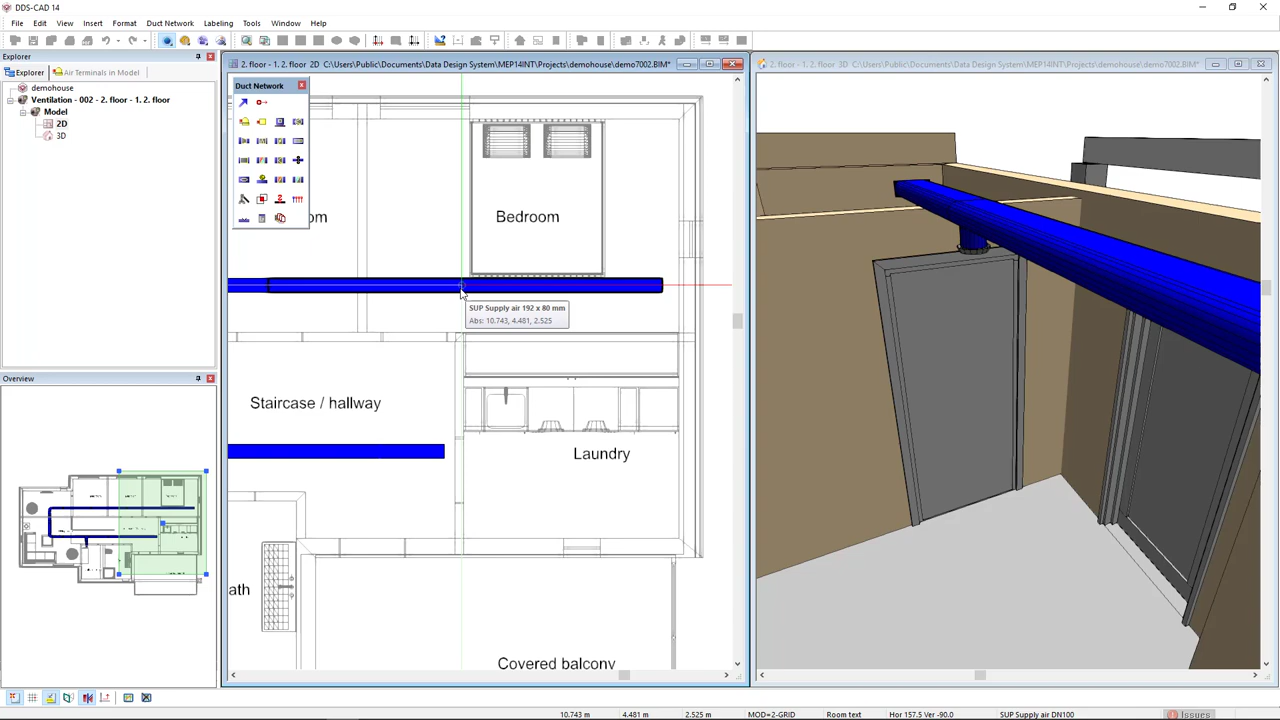 DDS-CAD 14
File Edit View Insert Format Duct Network Labeling Tools Window Help
Explorer
Explorer Air Terminals in Model
demohouse
Ventilation - 002 - 2. floor - 1. 2. floor
Model
2D
3D
Overview
2. floor - 1. 2. floor 2D C:\Users\Public\Documents\Data Design System\MEP14INT\Projects\demohouse\demo7002.BIM*
Duct Network
om
Bedroom
SUP Supply air 192 x 80 mm
Abs: 10.743, 4.481, 2.525
Staircase / hallway
Laundry
ath
Covered balcony
2. floor - 1. 2. floor 3D C:\Users\Public\Documents\Data Design System\MEP14INT\Projects\demohouse\demo7002.BIM*
10.743 m 4.481 m 2.525 m MOD=2-GRID Room text Hor 157.5 Ver -90.0 SUP Supply air DN100 Issues